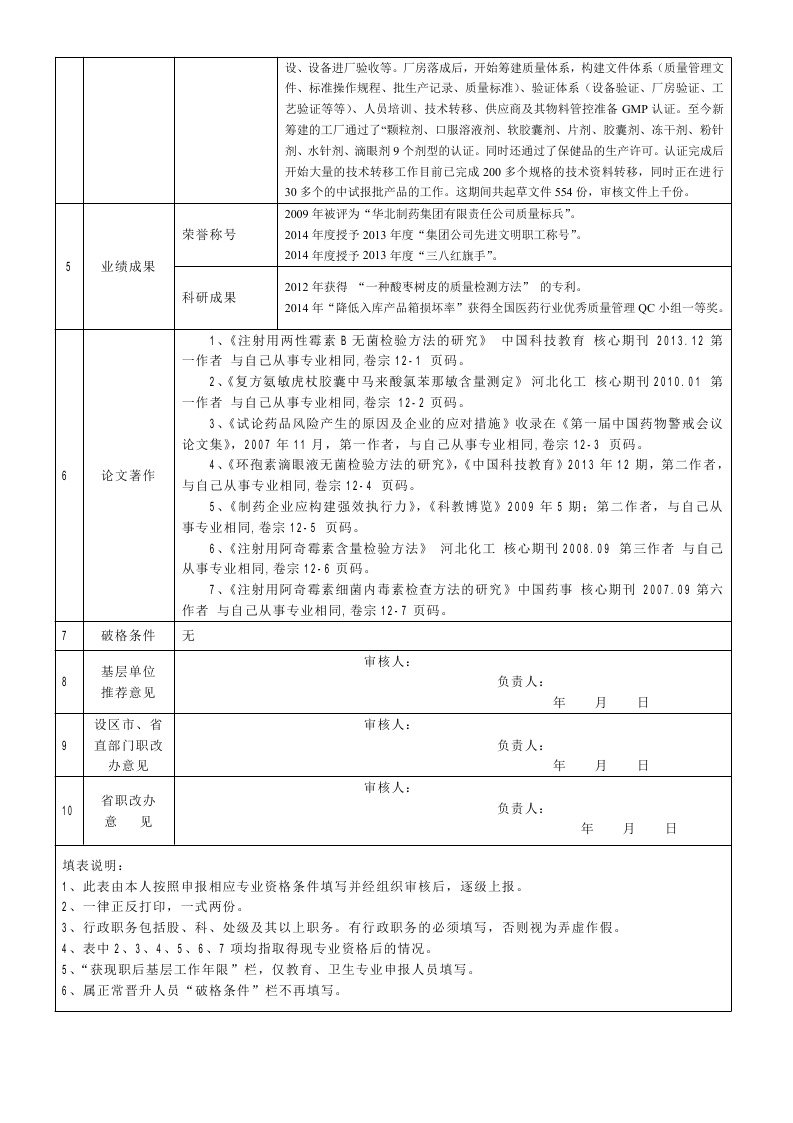 设、设备进厂验收等。厂房落成后，开始筹建质量体系，构建文件体系（质量管理文
件、标准操作规程、批生产记录、质量标准）、验证体系（设备验证、厂房验证、工
艺验证等等）、人员培训、技术转移、供应商及其物料管控准备 GMP 认证。至今新
筹建的工厂通过了“颗粒剂、口服溶液剂、软胶囊剂、片剂、胶囊剂、冻干剂、粉针
剂、水针剂、滴眼剂 9 个剂型的认证。同时还通过了保健品的生产许可。认证完成后
开始大量的技术转移工作目前已完成 200 多个规格的技术资料转移，同时正在进行
30 多个的中试报批产品的工作。这期间共起草文件 554 份，审核文件上千份。
5
业绩成果
荣誉称号
2009 年被评为“华北制药集团有限责任公司质量标兵”。
2014 年度授予 2013 年度“集团公司先进文明职工称号”。
2014 年度授予 2013 年度“三八红旗手”。
科研成果
2012 年获得 “一种酸枣树皮的质量检测方法” 的专利。
2014 年“降低入库产品箱损坏率”获得全国医药行业优秀质量管理 QC 小组一等奖。
6
论文著作
1、《注射用两性霉素 B 无菌检验方法的研究》 中国科技教育 核心期刊 2013.12 第
一作者 与自己从事专业相同,卷宗 12-1 页码。
2、《复方氨敏虎杖胶囊中马来酸氯苯那敏含量测定》 河北化工 核心期刊 2010.01 第
一作者 与自己从事专业相同,卷宗 12-2 页码。
3、《试论药品风险产生的原因及企业的应对措施》收录在《第一届中国药物警戒会议
论文集》，2007 年 11 月，第一作者，与自己从事专业相同,卷宗 12-3 页码。
4、《环孢素滴眼液无菌检验方法的研究》，《中国科技教育》2013 年 12 期，第二作者，
与自己从事专业相同,卷宗 12-4 页码。
5、《制药企业应构建强效执行力》，《科教博览》2009 年 5 期；第二作者，与自己从
事专业相同,卷宗 12-5 页码。
6、《注射用阿奇霉素含量检验方法》 河北化工 核心期刊 2008.09 第三作者 与自己
从事专业相同,卷宗 12-6 页码。
7、《注射用阿奇霉素细菌内毒素检查方法的研究》中国药事 核心期刊 2007.09 第六
作者 与自己从事专业相同,卷宗 12-7 页码。
7
破格条件
无
8
基层单位
推荐意见
审核人：
负责人：
年 月 日
9
设区市、省
直部门职改
办意见
审核人：
负责人：
年 月 日
10
省职改办
意 见
审核人：
负责人：
年 月 日
填表说明：
1、此表由本人按照申报相应专业资格条件填写并经组织审核后，逐级上报。
2、一律正反打印，一式两份。
3、行政职务包括股、科、处级及其以上职务。有行政职务的必须填写，否则视为弄虚作假。
4、表中 2、3、4、5、6、7 项均指取得现专业资格后的情况。
5、“获现职后基层工作年限”栏，仅教育、卫生专业申报人员填写。
6、属正常晋升人员“破格条件”栏不再填写。